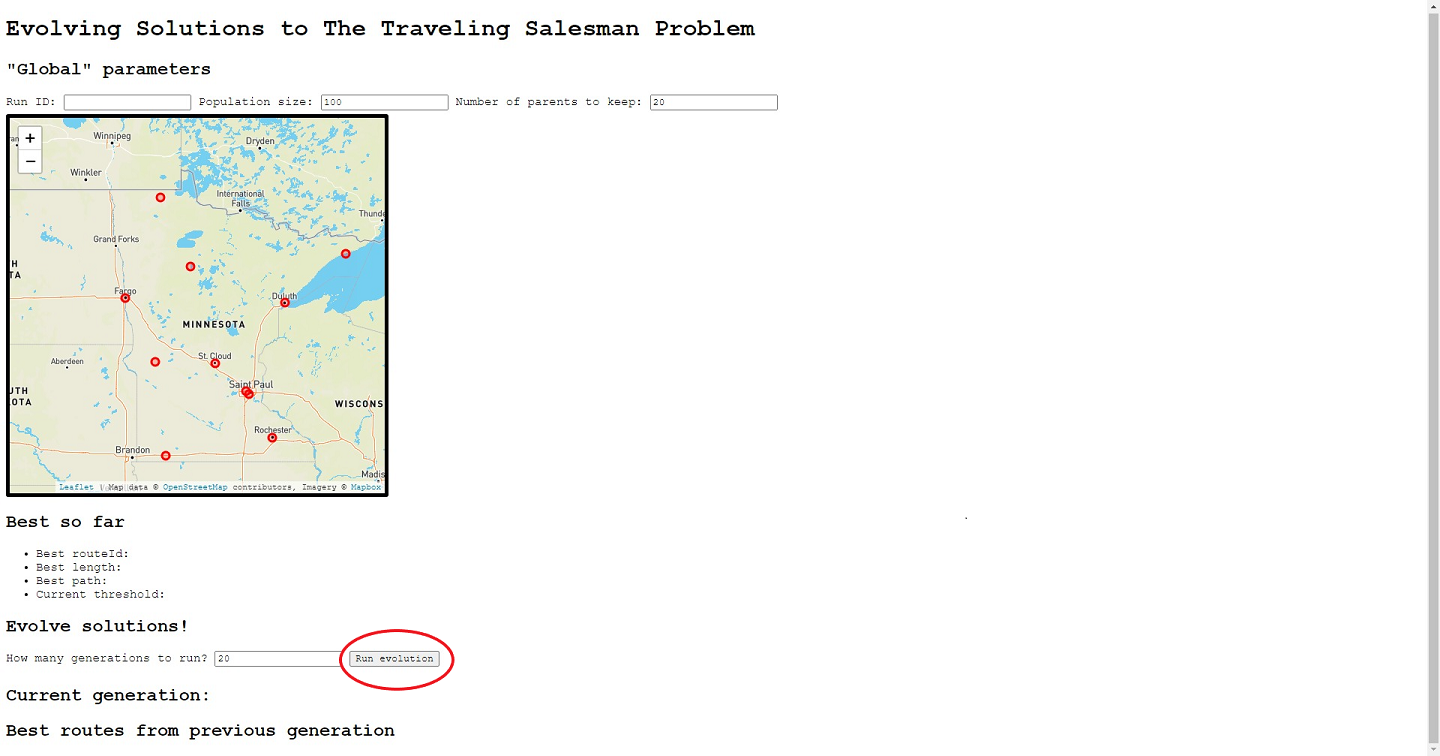 Evolving Solutions to The Traveling Salesman Problem
"Global" parameters
Run ID: Population size: 100 Number of parents to keep: 20
+
−
Winnipeg
Dryden
Winkler
International
Falls
Thunde
Grand Forks
H
TA
Fargo
Duluth
MINNESOTA
Aberdeen
St. Cloud
UTH
OTA
Saint Paul
WISCONS
Rochester
Brandon
Madis
Leaflet | Map data © OpenStreetMap contributors, Imagery © Mapbox
Best so far
• Best routeId:
• Best length:
• Best path:
• Current threshold:
Evolve solutions!
How many generations to run? 20 Run evolution
Current generation:
Best routes from previous generation